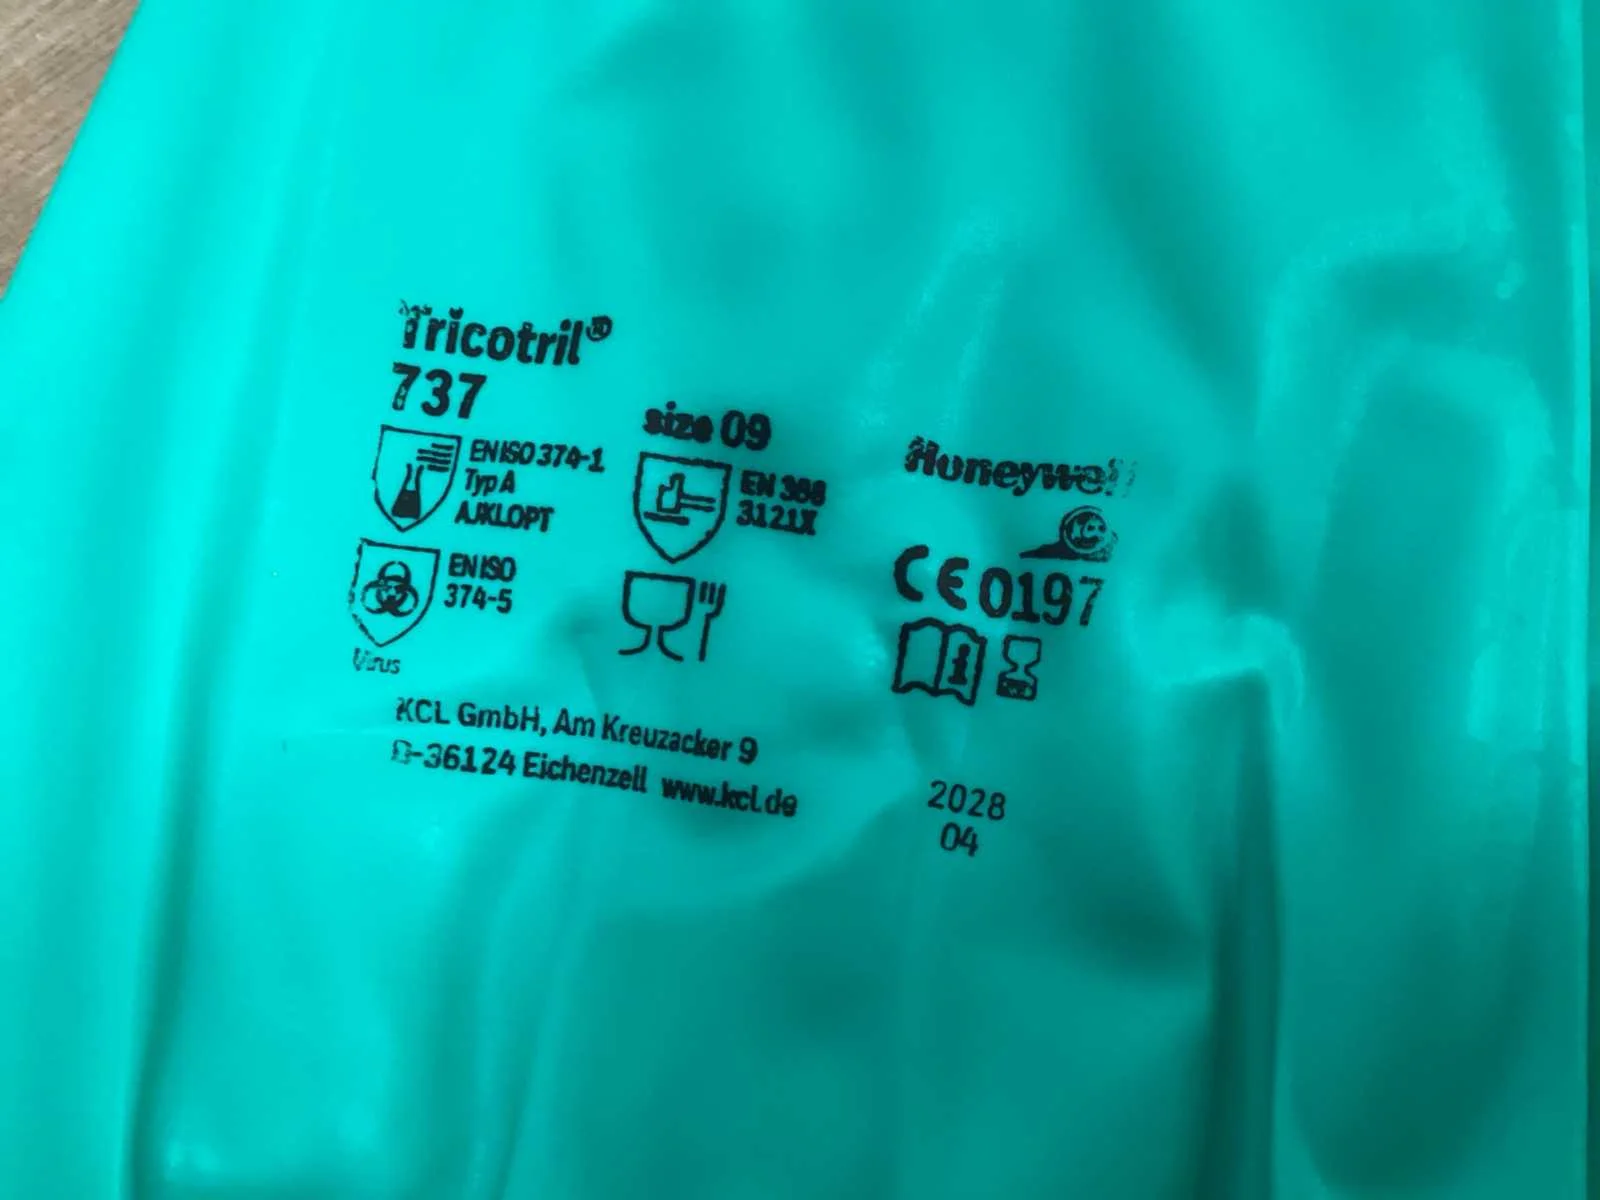 Tricotril®
737
size 09
EN ISO 374-1
Typ A
AJKLOPT
EN 388
3121X
EN ISO
374-5
Virus
Honeywell
KCL
CE 0197
i
KCL GmbH, Am Kreuzacker 9
D-36124 Eichenzell www.kcl.de
2028
04